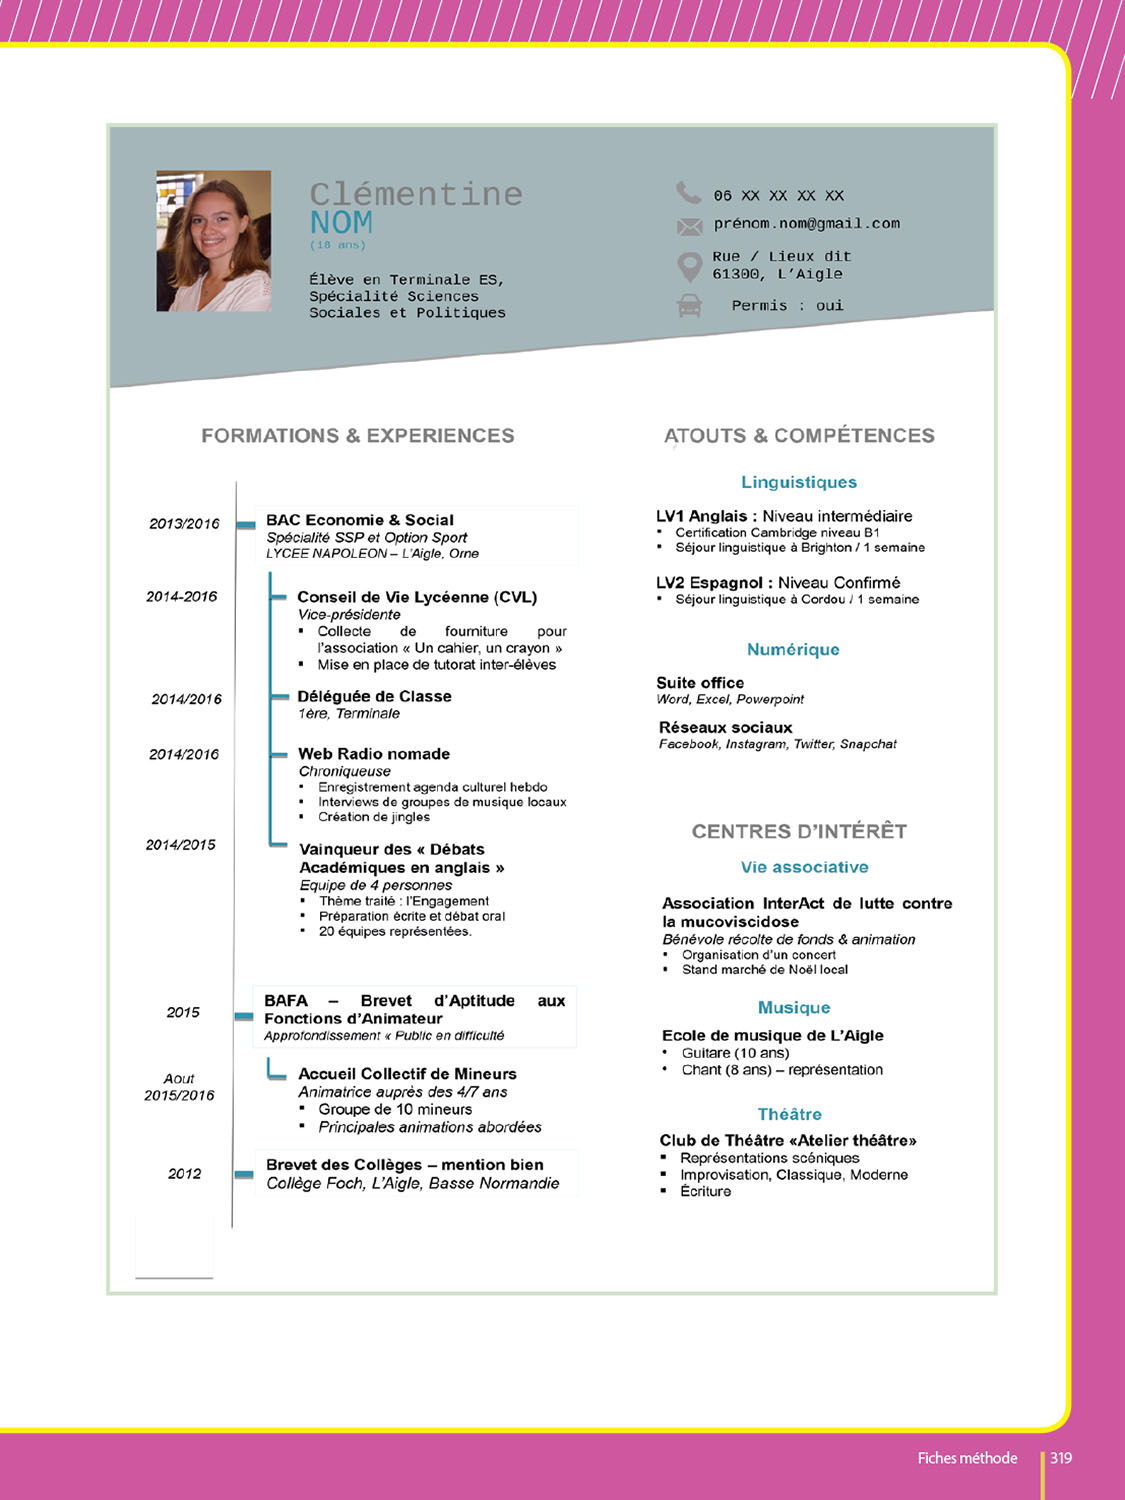 Clémentine
NOM
(18 ans)
Élève en Terminale ES,
Spécialité Sciences
Sociales et Politiques
06 XX XX XX XX
prénom.nom@gmail.com
Rue / Lieux dit
61300, L'Aigle
Permis : oui
FORMATIONS & EXPERIENCES
2013/2016
BAC Economie & Social
Spécialité SSP et Option Sport
LYCEE NAPOLEON – L'Aigle, Orne
2014-2016
Conseil de Vie Lycéenne (CVL)
Vice-présidente
▪ Collecte de fourniture pour
l'association « Un cahier, un crayon »
▪ Mise en place de tutorat inter-élèves
2014/2016
Déléguée de Classe
1ère, Terminale
2014/2016
Web Radio nomade
Chroniqueuse
▪ Enregistrement agenda culturel hebdo
▪ Interviews de groupes de musique locaux
▪ Création de jingles
2014/2015
Vainqueur des « Débats
Académiques en anglais »
Equipe de 4 personnes
▪ Thème traité : l'Engagement
▪ Préparation écrite et débat oral
▪ 20 équipes représentées.
2015
BAFA – Brevet d'Aptitude aux
Fonctions d'Animateur
Approfondissement « Public en difficulté
Aout
2015/2016
Accueil Collectif de Mineurs
Animatrice auprès des 4/7 ans
▪ Groupe de 10 mineurs
▪ Principales animations abordées
2012
Brevet des Collèges – mention bien
Collège Foch, L'Aigle, Basse Normandie
ATOUTS & COMPÉTENCES
Linguistiques
LV1 Anglais : Niveau intermédiaire
▪ Certification Cambridge niveau B1
▪ Séjour linguistique à Brighton / 1 semaine
LV2 Espagnol : Niveau Confirmé
▪ Séjour linguistique à Cordou / 1 semaine
Numérique
Suite office
Word, Excel, Powerpoint
Réseaux sociaux
Facebook, Instagram, Twitter, Snapchat
CENTRES D'INTÉRÊT
Vie associative
Association InterAct de lutte contre
la mucoviscidose
Bénévole récolte de fonds & animation
▪ Organisation d'un concert
▪ Stand marché de Noël local
Musique
Ecole de musique de L'Aigle
• Guitare (10 ans)
• Chant (8 ans) – représentation
Théâtre
Club de Théâtre «Atelier théâtre»
▪ Représentations scéniques
▪ Improvisation, Classique, Moderne
▪ Écriture
Fiches méthode 319